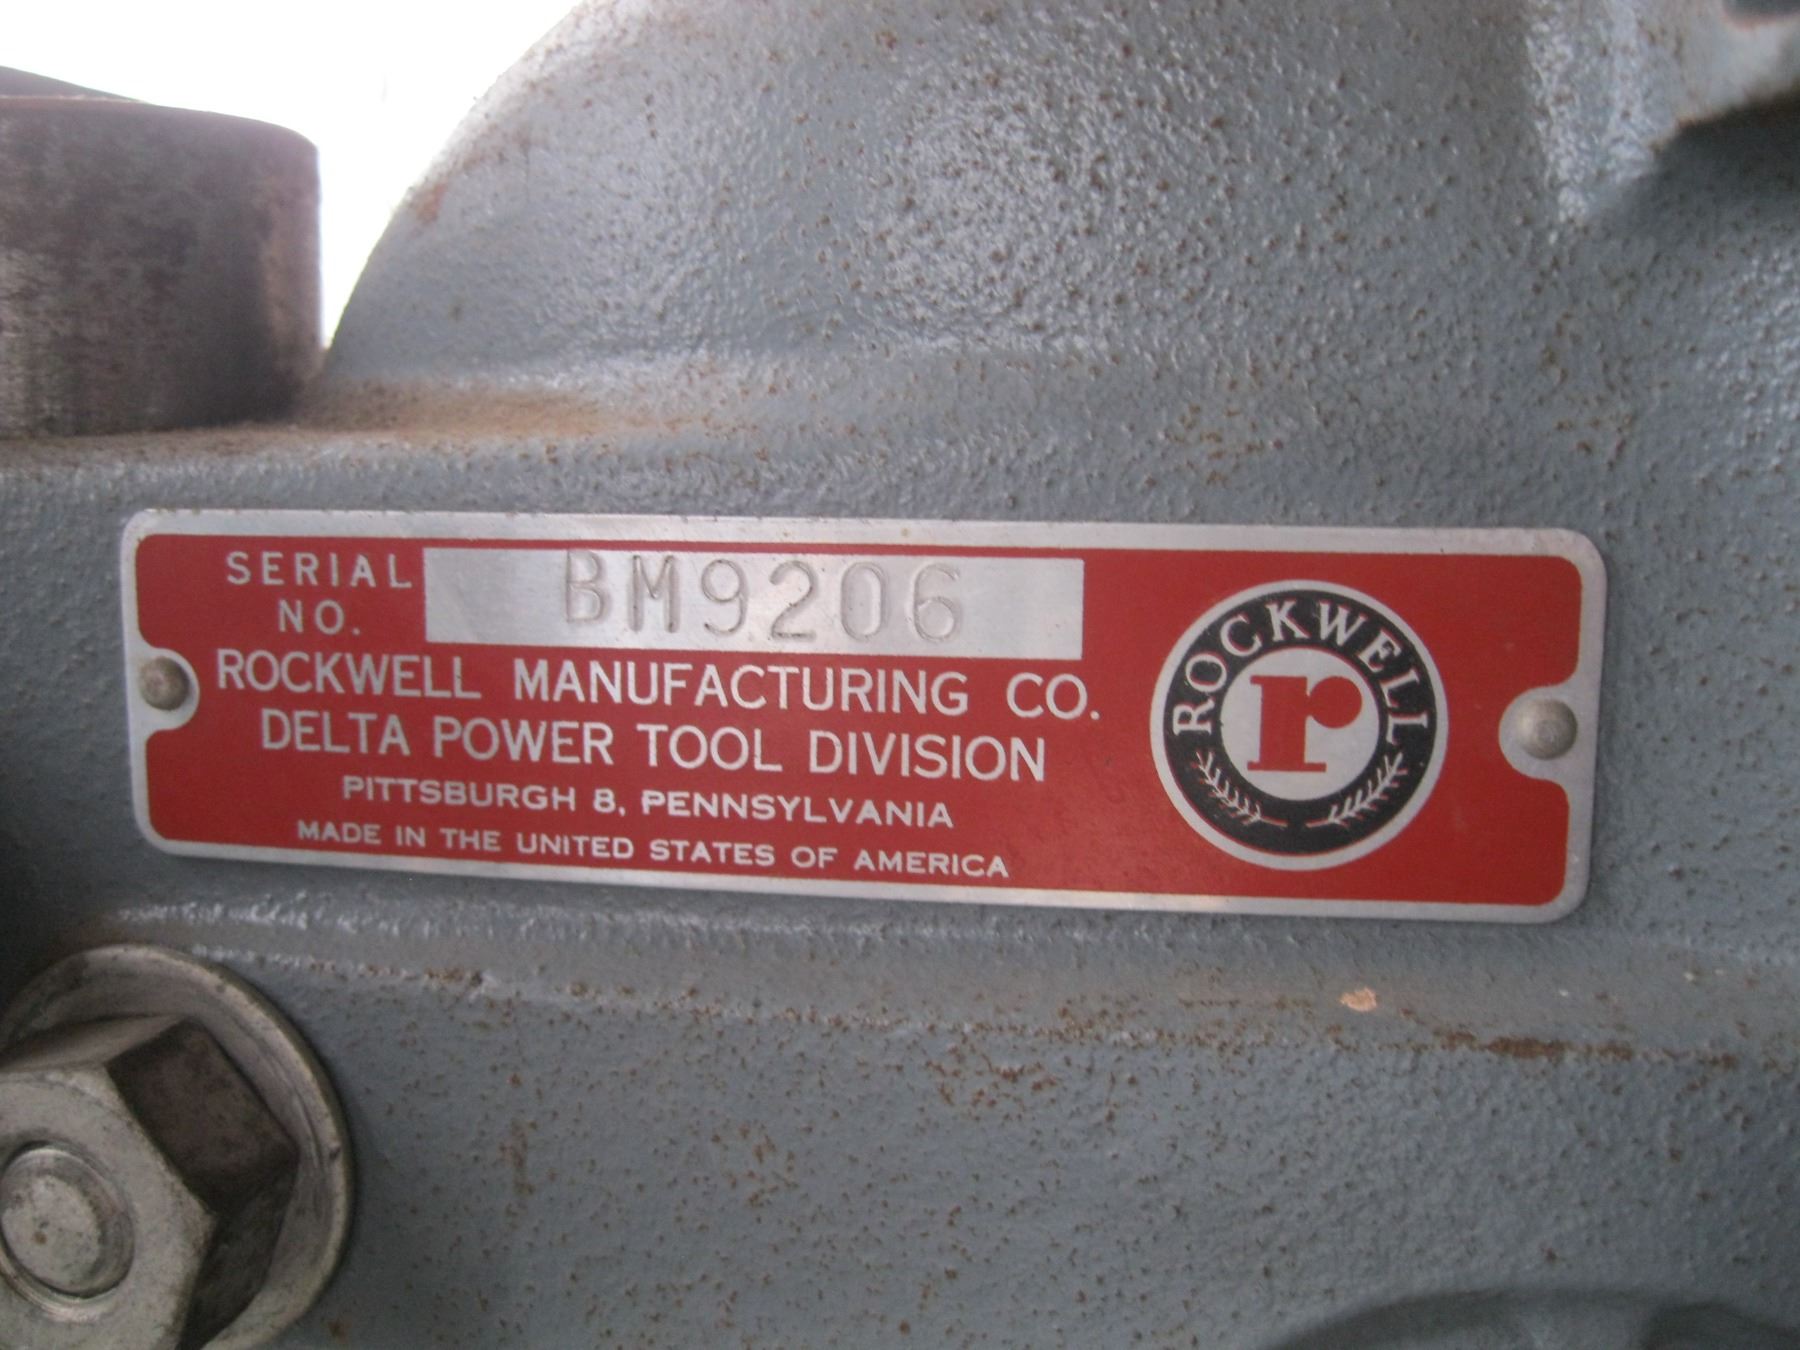 SERIAL
NO.
BM9206
ROCKWELL MANUFACTURING CO.
DELTA POWER TOOL DIVISION
PITTSBURGH 8, PENNSYLVANIA
MADE IN THE UNITED STATES OF AMERICA
ROCKWELL
r